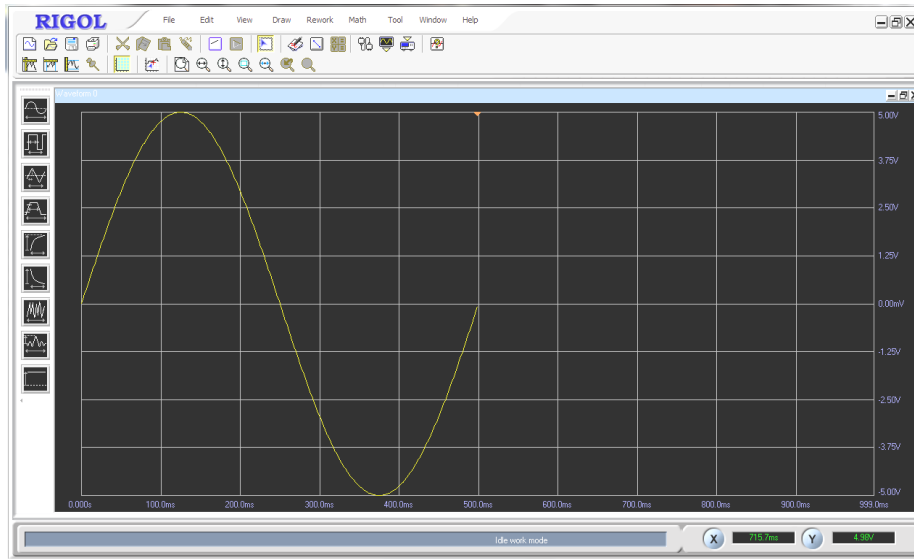 RIGOL File Edit View Draw Rework Math Tool Window Help
Waveform 0
5.00V
3.75V
2.50V
1.25V
0.00mV
-1.25V
-2.50V
-3.75V
-5.00V
0.000s 100.0ms 200.0ms 300.0ms 400.0ms 500.0ms 600.0ms 700.0ms 800.0ms 900.0ms 999.0ms
Idle work mode X 715.7ms Y 4.98V